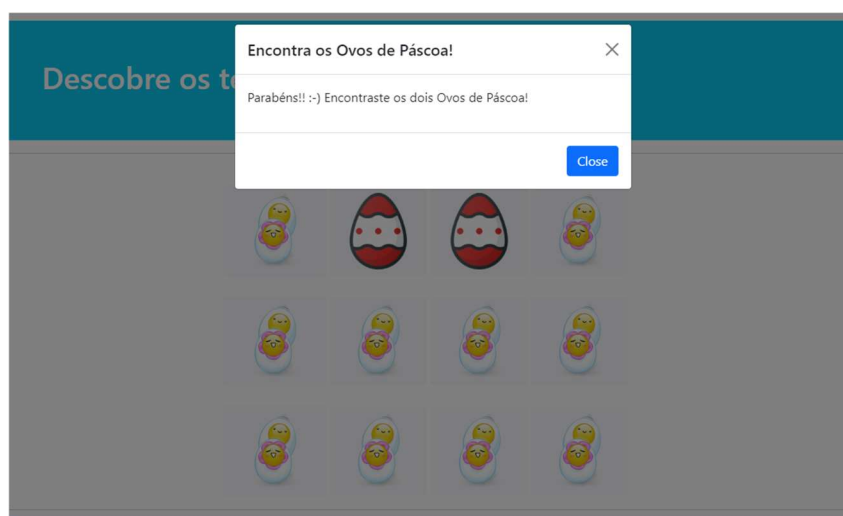 Encontra os Ovos de Páscoa!
Descobre os
Parabéns!! :-) Encontraste os dois Ovos de Páscoa!
Close